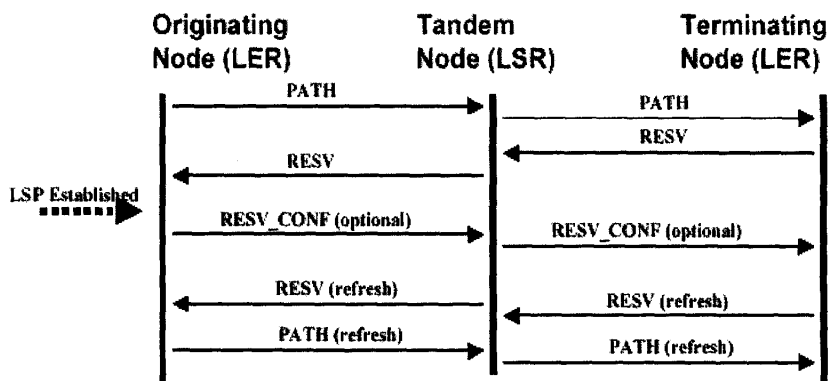 Originating
Node (LER)
Tandem
Node (LSR)
Terminating
Node (LER)
PATH
PATH
RESV
RESV
LSP Established
RESV_CONF (optional)
RESV_CONF (optional)
RESV (refresh)
RESV (refresh)
PATH (refresh)
PATH (refresh)